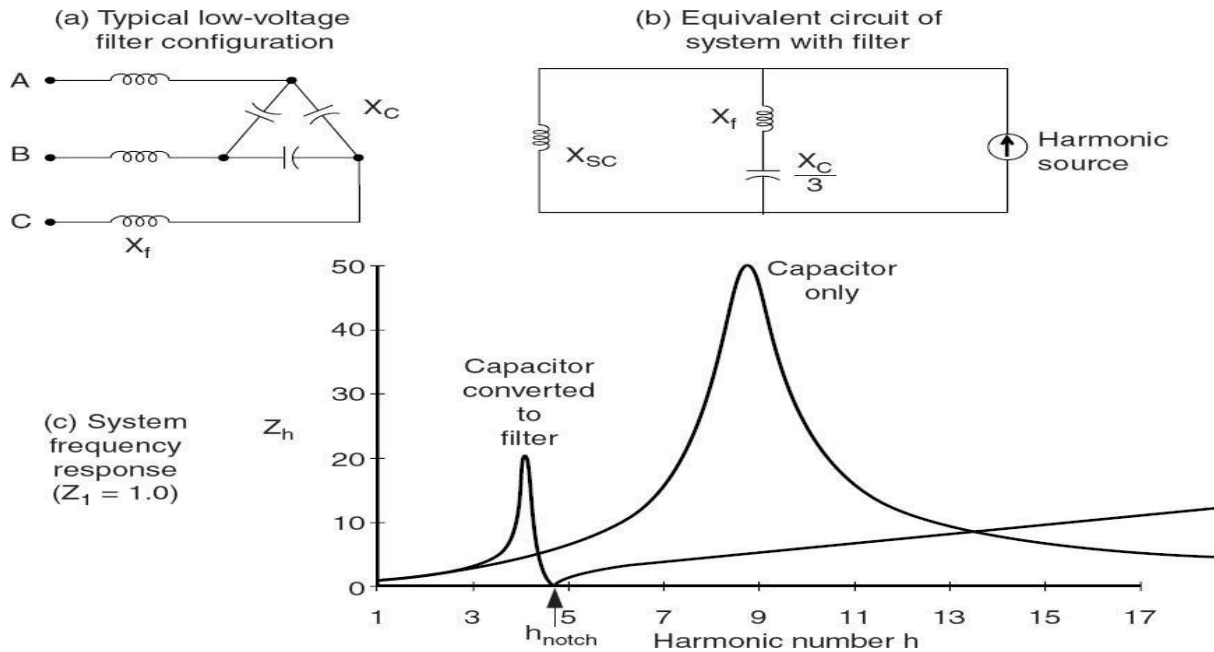 (a) Typical low-voltage
filter configuration
A
B
C
X_C
X_f
(b) Equivalent circuit of
system with filter
X_SC
X_f
X_C
3
Harmonic
source
(c) System
frequency
response
(Z_1 = 1.0)
Z_h
50
40
30
20
10
0
Capacitor
converted
to
filter
Capacitor
only
1 3 5 7 9 11 13 15 17
h_notch
Harmonic number h